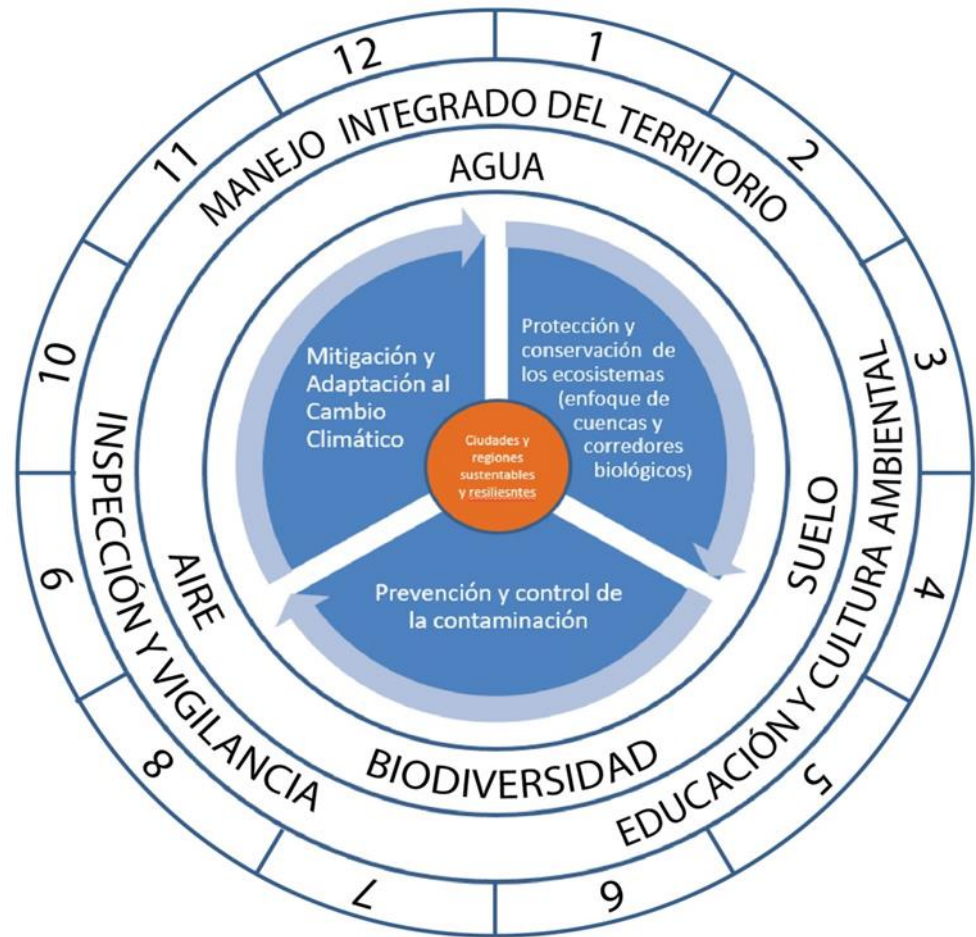 12
1
2
3
4
5
6
7
8
9
10
11
MANEJO INTEGRADO DEL TERRITORIO
EDUCACIÓN Y CULTURA AMBIENTAL
INSPECCIÓN Y VIGILANCIA
AGUA
SUELO
BIODIVERSIDAD
AIRE
Mitigación y
Adaptación al
Cambio
Climático
Protección y
conservación de
los ecosistemas
(enfoque de
cuencas y
corredores
biológicos)
Prevención y control de
la contaminación
Ciudades y
regiones
sustentables
y resiliesntes